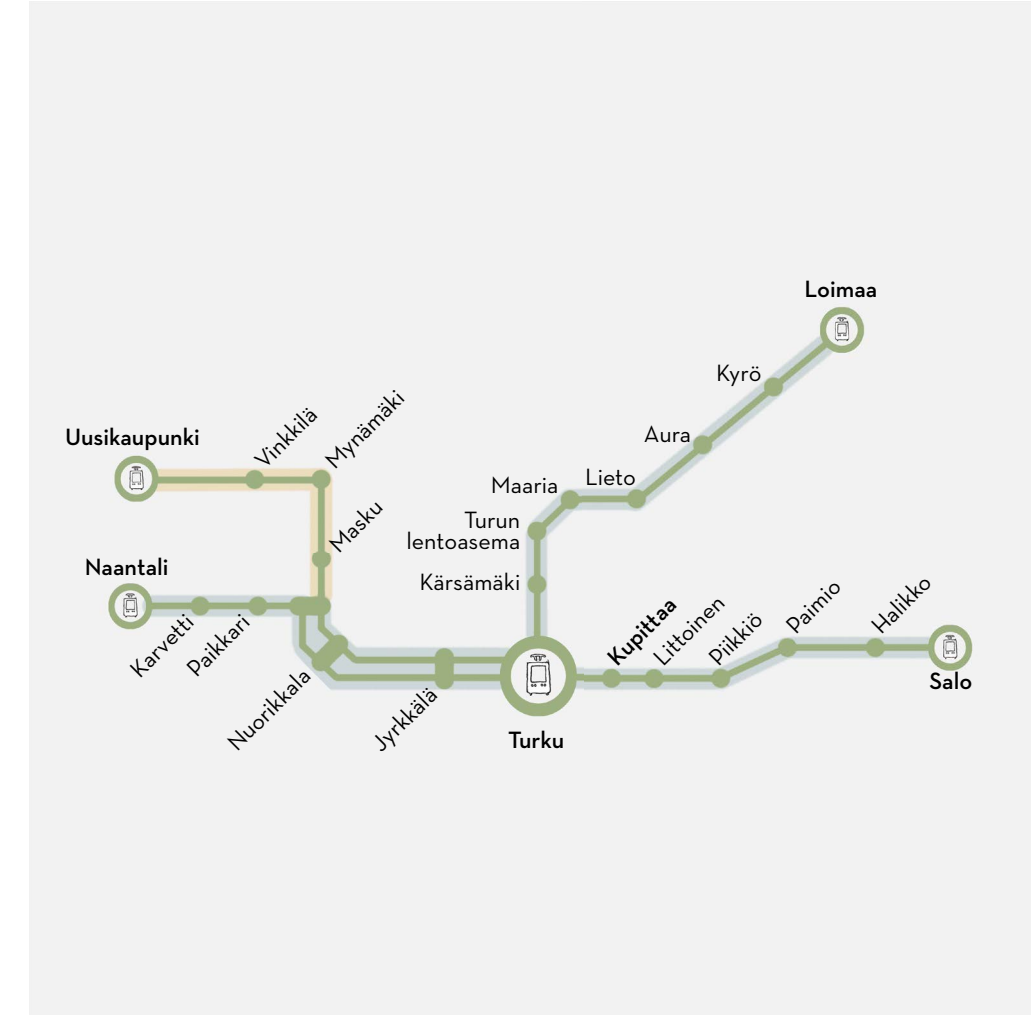 Loimaa
Kyrö
Aura
Lieto
Maaria
Turun
lentoasema
Kärsämäki
Uusikaupunki
Vinkkilä
Mynämäki
Masku
Naantali
Karvetti
Paikkari
Nuorikkala
Jyrkkälä
Turku
Kupittaa
Littoinen
Piikkiö
Paimio
Halikko
Salo